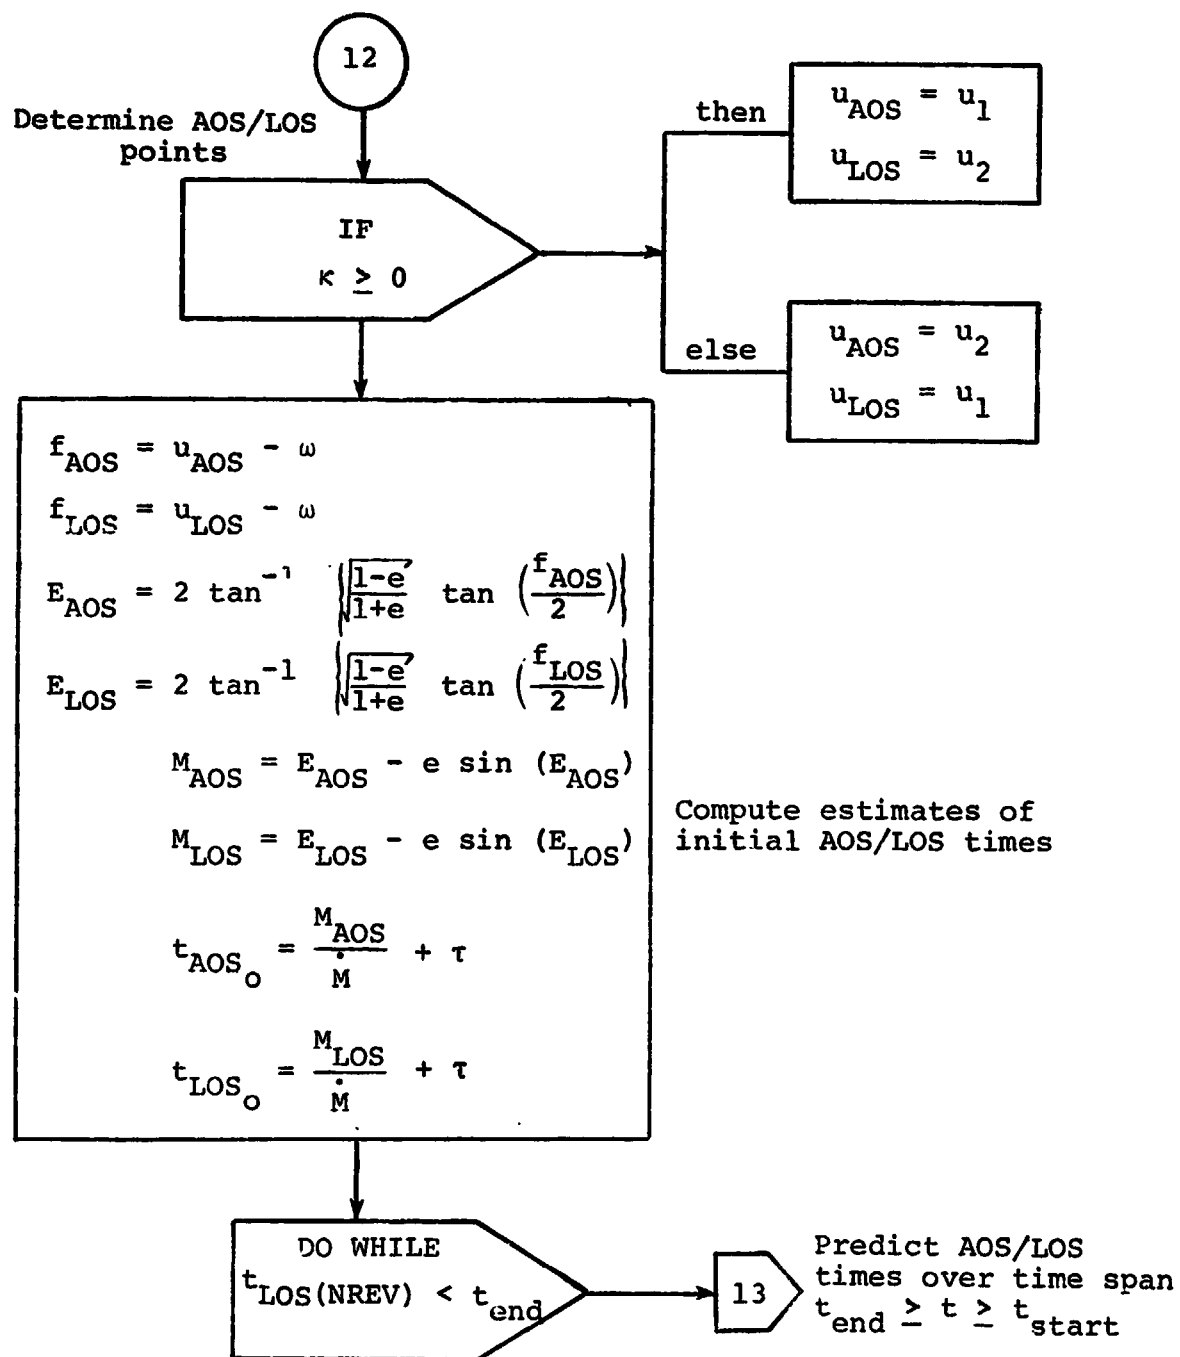 12
Determine AOS/LOS
points
IF
κ ≥ 0
then
u_AOS = u_1
u_LOS = u_2
else
u_AOS = u_2
u_LOS = u_1
f_AOS = u_AOS - ω
f_LOS = u_LOS - ω
E_AOS = 2 tan^-1 {√((1-e)/(1+e)) tan (f_AOS/2)}
E_LOS = 2 tan^-1 {√((1-e)/(1+e)) tan (f_LOS/2)}
M_AOS = E_AOS - e sin (E_AOS)
M_LOS = E_LOS - e sin (E_LOS)
t_AOS_o = M_AOS/Ṁ + τ
t_LOS_o = M_LOS/Ṁ + τ
Compute estimates of
initial AOS/LOS times
DO WHILE
t_LOS(NREV) < t_end
13
Predict AOS/LOS
times over time span
t_end ≥ t ≥ t_start